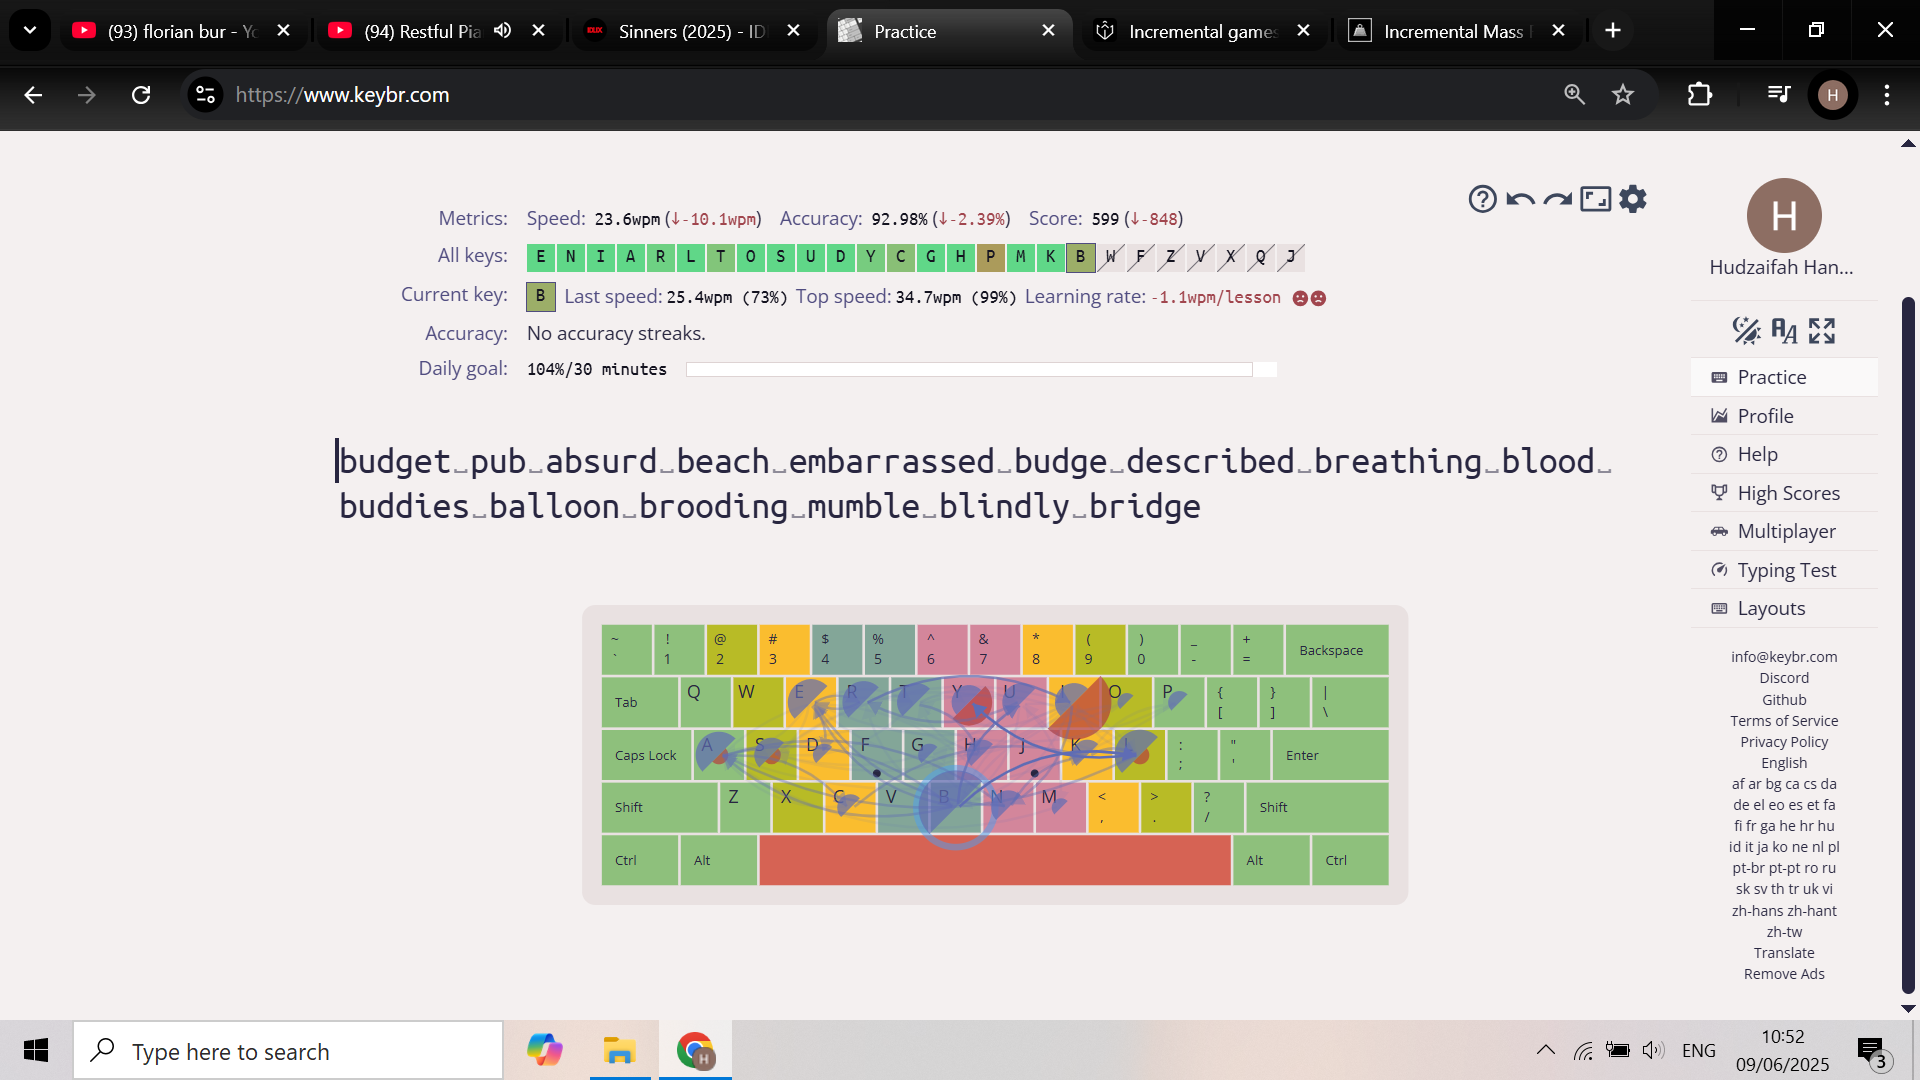 (93) florian bur - Yo
(94) Restful Pia
Sinners (2025) - ID
Practice
Incremental games
Incremental Mass
https://www.keybr.com
H
Metrics: Speed: 23.6wpm (↓-10.1wpm) Accuracy: 92.98% (↓-2.39%) Score: 599 (↓-848)
All keys: E N I A R L T O S U D Y C G H P M K B W F Z V X Q J
Current key: B Last speed: 25.4wpm (73%) Top speed: 34.7wpm (99%) Learning rate: -1.1wpm/lesson
Accuracy: No accuracy streaks.
Daily goal: 104%/30 minutes
budget␣pub␣absurd␣beach␣embarrassed␣budge␣described␣breathing␣blood␣
buddies␣balloon␣brooding␣mumble␣blindly␣bridge
~ ` ! 1 @ 2 # 3 $ 4 % 5 ^ 6 & 7 * 8 ( 9 ) 0 _ - + = Backspace
Tab Q W E R T Y U I O P { [ } ] | \
Caps Lock A S D F G H J K L : ; " ' Enter
Shift Z X C V B N M < , > . ? / Shift
Ctrl Alt Alt Ctrl
H
Hudzaifah Han...
Practice
Profile
Help
High Scores
Multiplayer
Typing Test
Layouts
info@keybr.com
Discord
Github
Terms of Service
Privacy Policy
English
af ar bg ca cs da
de el eo es et fa
fi fr ga he hr hu
id it ja ko ne nl pl
pt-br pt-pt ro ru
sk sv th tr uk vi
zh-hans zh-hant
zh-tw
Translate
Remove Ads
Type here to search
H
ENG
10:52
09/06/2025
3